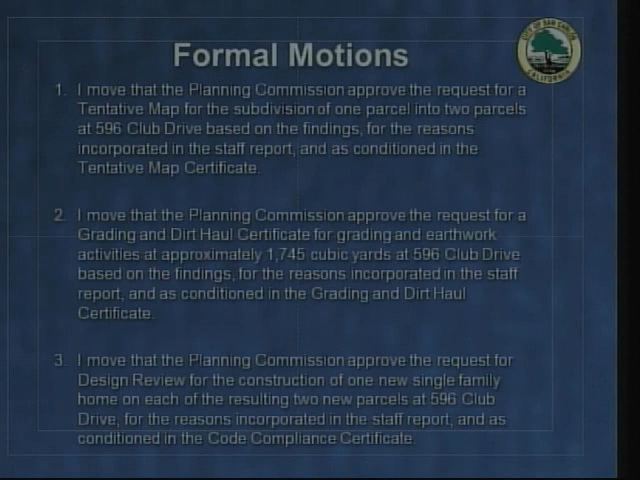 CITY OF SAN CARLOS
CALIFORNIA
Formal Motions
1. I move that the Planning Commission approve the request for a
Tentative Map for the subdivision of one parcel into two parcels
at 596 Club Drive based on the findings, for the reasons
incorporated in the staff report, and as conditioned in the
Tentative Map Certificate.
2. I move that the Planning Commission approve the request for a
Grading and Dirt Haul Certificate for grading and earthwork
activities at approximately 1,745 cubic yards at 596 Club Drive
based on the findings, for the reasons incorporated in the staff
report, and as conditioned in the Grading and Dirt Haul
Certificate.
3. I move that the Planning Commission approve the request for
Design Review for the construction of one new single family
home on each of the resulting two new parcels at 596 Club
Drive, for the reasons incorporated in the staff report, and as
conditioned in the Code Compliance Certificate.